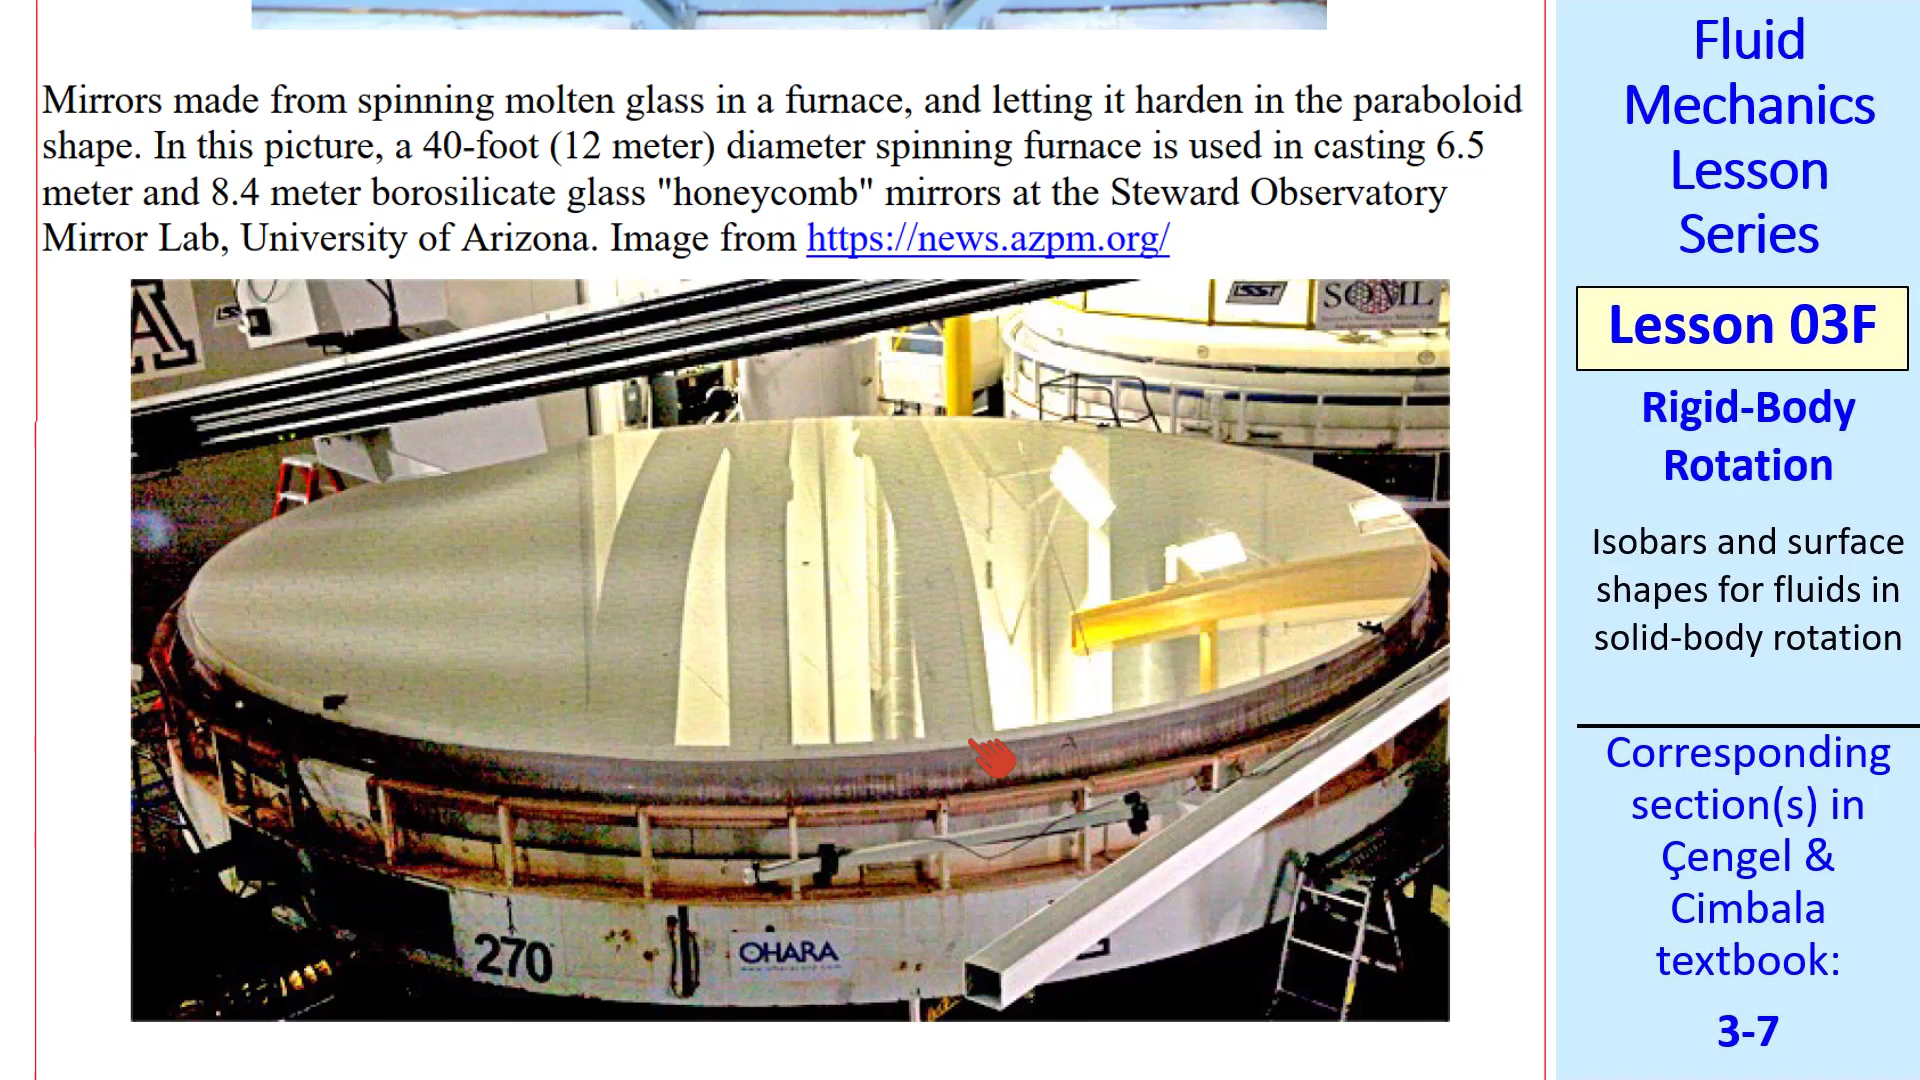 Mirrors made from spinning molten glass in a furnace, and letting it harden in the paraboloid
shape. In this picture, a 40-foot (12 meter) diameter spinning furnace is used in casting 6.5
meter and 8.4 meter borosilicate glass "honeycomb" mirrors at the Steward Observatory
Mirror Lab, University of Arizona. Image from https://news.azpm.org/
A
LSST
SOML
270
OHARA
Fluid
Mechanics
Lesson
Series
Lesson 03F
Rigid-Body
Rotation
Isobars and surface
shapes for fluids in
solid-body rotation
Corresponding
section(s) in
Çengel &
Cimbala
textbook:
3-7